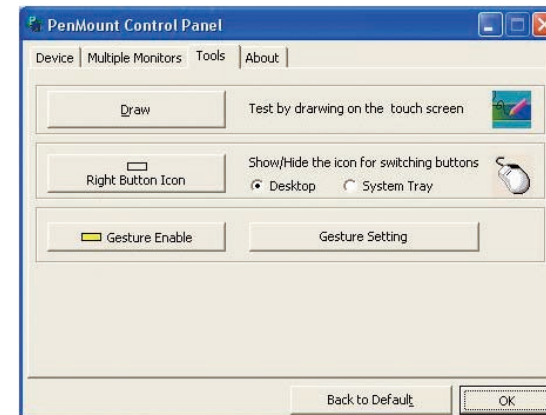 PenMount Control Panel
Device Multiple Monitors Tools About
Draw Test by drarwing on the touch screen
Right Button Icon
Show/Hide the icon for switching buttons
Desktop System Tray
Gesture Enable Gesture Setting
Back to Default OK